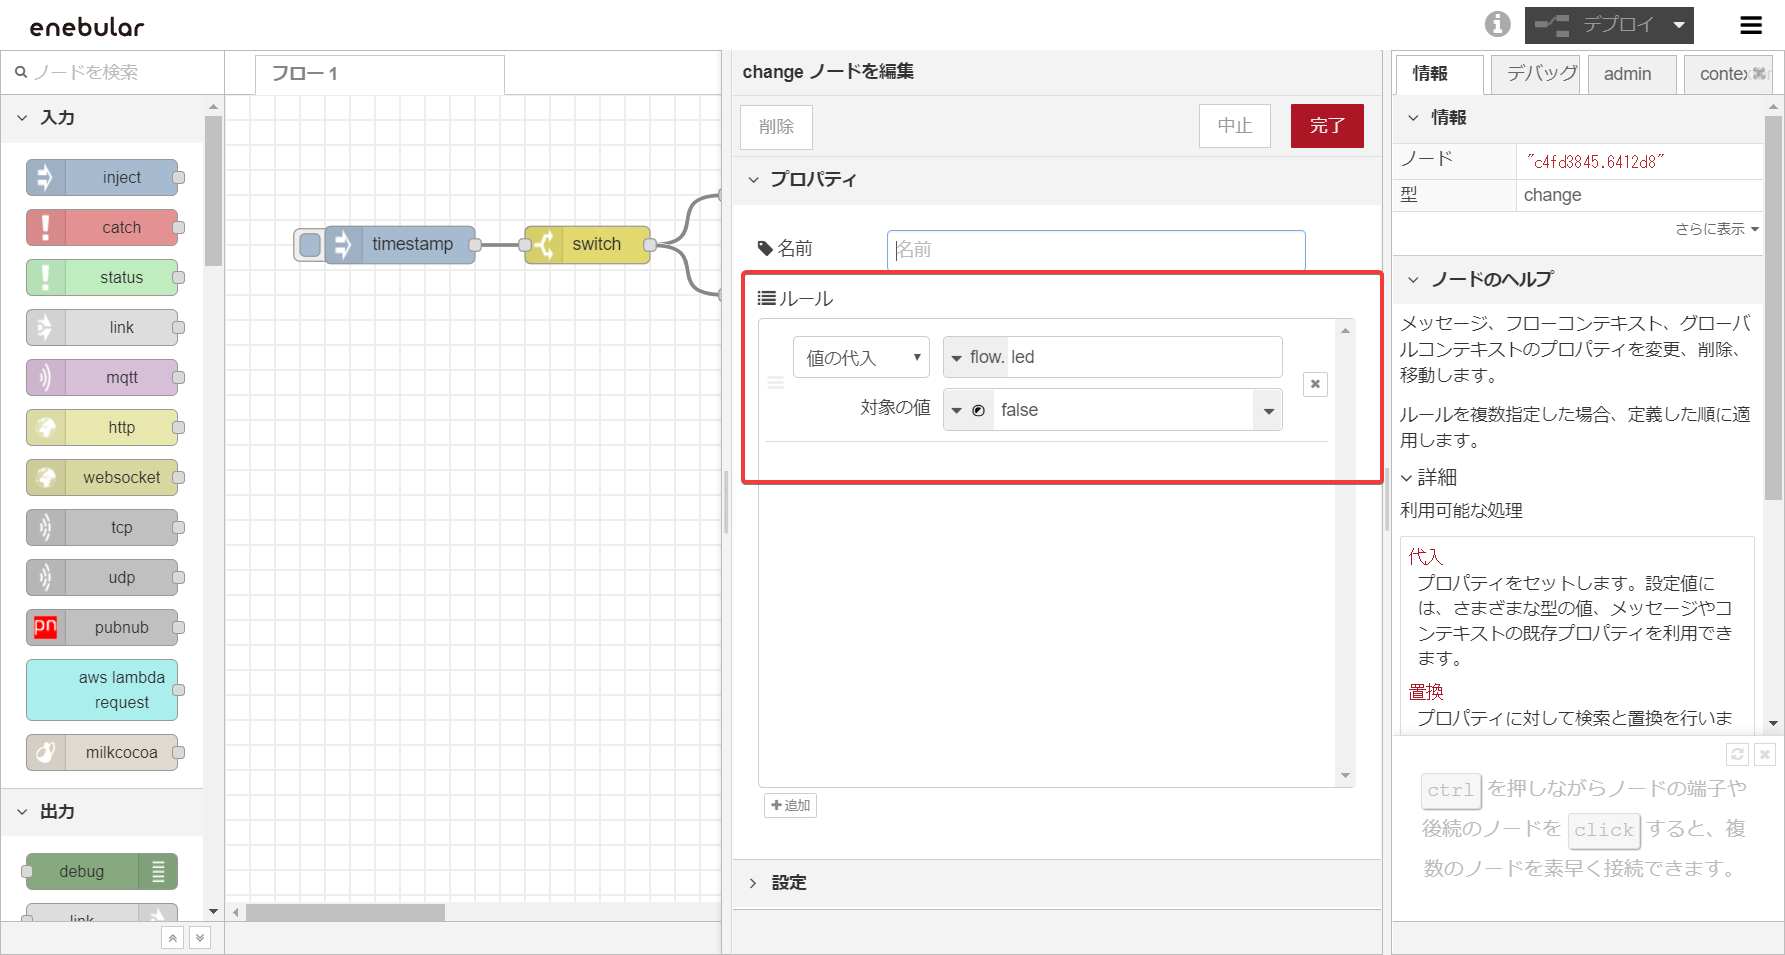 enebular
デプロイ
ノードを検索
フロー 1
change ノードを編集
情報
デバッグ
admin
contex
入力
削除
中止
完了
情報
プロパティ
ノード
"c4fd3845.6412d8"
型
change
inject
catch
status
link
mqtt
http
websocket
tcp
udp
pubnub
aws lambda
request
milkcocoa
出力
debug
link
timestamp
switch
名前
名前
ルール
値の代入
flow. led
対象の値
false
追加
設定
さらに表示
ノードのヘルプ
メッセージ、フローコンテキスト、グローバ
ルコンテキストのプロパティを変更、削除、
移動します。
ルールを複数指定した場合、定義した順に適
用します。
詳細
利用可能な処理
代入
プロパティをセットします。設定値に
は、さまざまな型の値、メッセージやコ
ンテキストの既存プロパティを利用でき
ます。
置換
プロパティに対して検索と置換を行いま
ctrl を押しながらノードの端子や
後続のノードを click すると、複
数のノードを素早く接続できます。